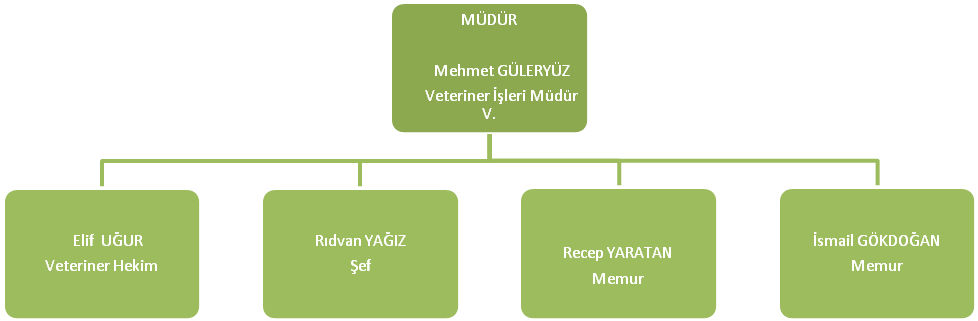 MÜDÜR
Mehmet GÜLERYÜZ
Veteriner İşleri Müdür
V.
Elif UĞUR
Veteriner Hekim
Rıdvan YAĞIZ
Şef
Recep YARATAN
Memur
İsmail GÖKDOĞAN
Memur